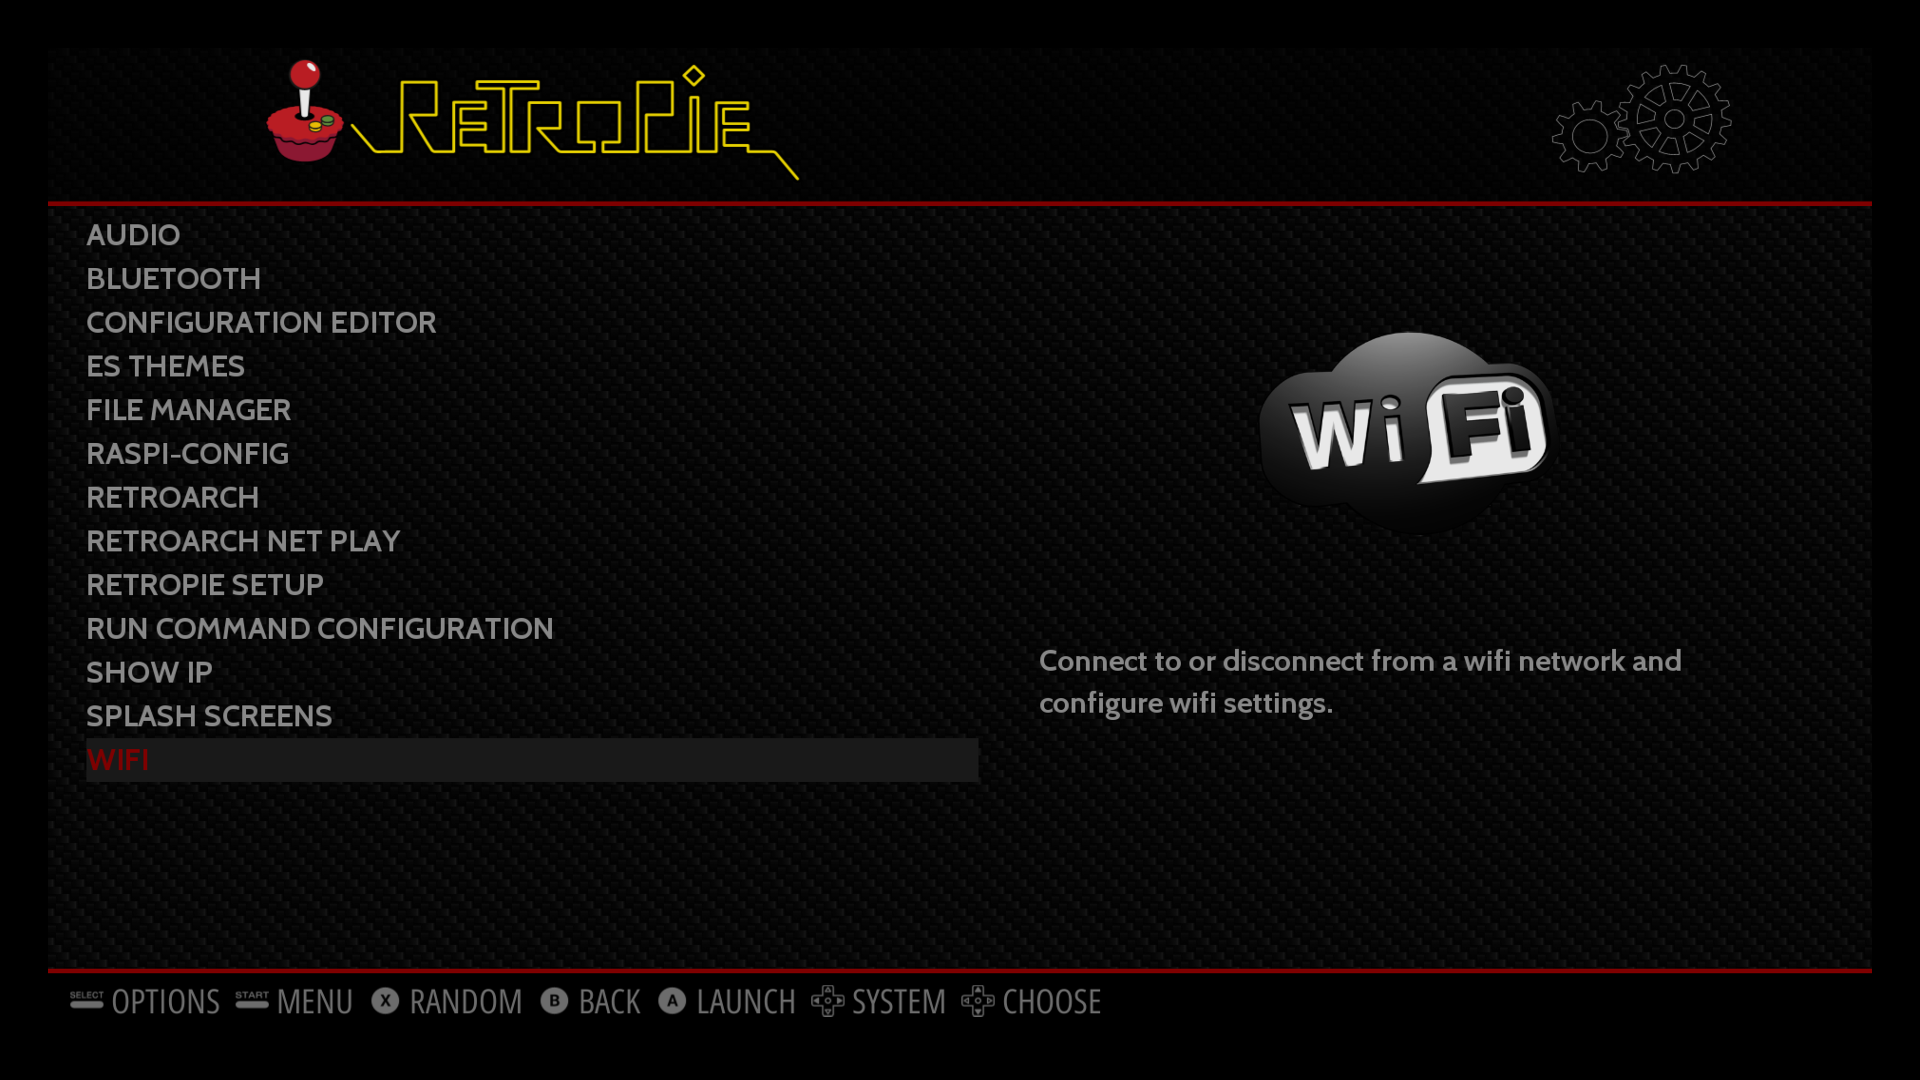 RETROPIE
AUDIO
BLUETOOTH
CONFIGURATION EDITOR
ES THEMES
FILE MANAGER
RASPI-CONFIG
RETROARCH
RETROARCH NET PLAY
RETROPIE SETUP
RUN COMMAND CONFIGURATION
SHOW IP
SPLASH SCREENS
WIFI
Wi Fi
Connect to or disconnect from a wifi network and
configure wifi settings.
SELECT OPTIONS START MENU X RANDOM B BACK A LAUNCH SYSTEM CHOOSE